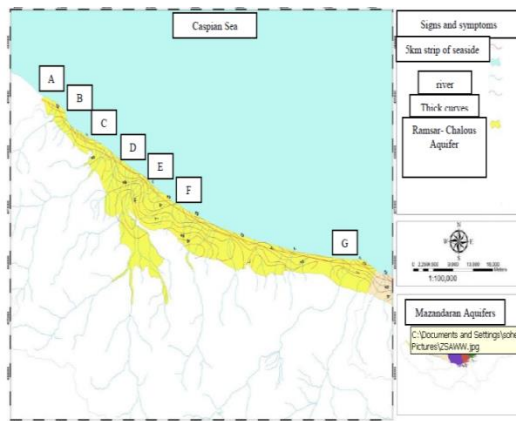 Caspian Sea
A
B
C
D
E
F
G
Signs and symptoms
5km strip of seaside
river
Thick curves
Ramsar- Chalous
Aquifer
Meters
1:100,000
Mazandaran Aquifers
C:\Documents and Settings\sohe
Pictures\ZSAWW.jpg